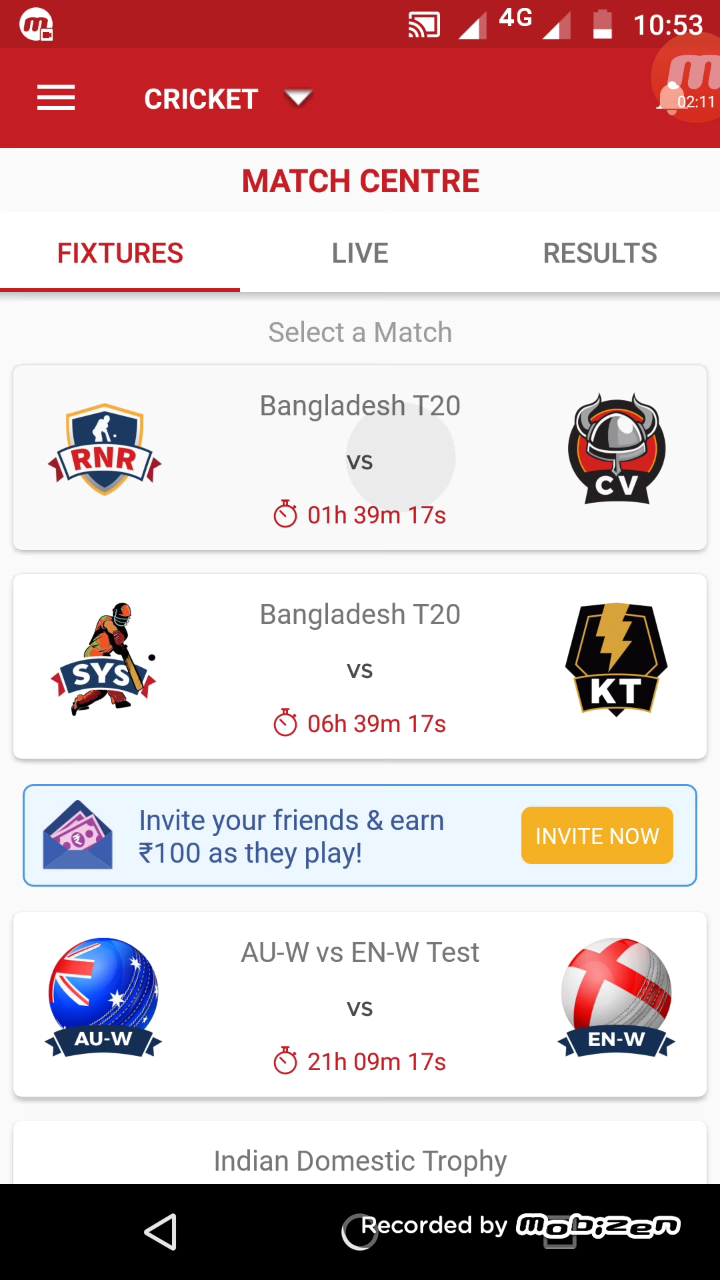 4G 10:53
CRICKET
02:11
MATCH CENTRE
FIXTURES LIVE RESULTS
Select a Match
Bangladesh T20
RNR vs CV
01h 39m 17s
Bangladesh T20
SYS vs KT
06h 39m 17s
Invite your friends & earn
₹100 as they play!
INVITE NOW
AU-W vs EN-W Test
vs
AU-W EN-W
21h 09m 17s
Indian Domestic Trophy
Recorded by mobizen